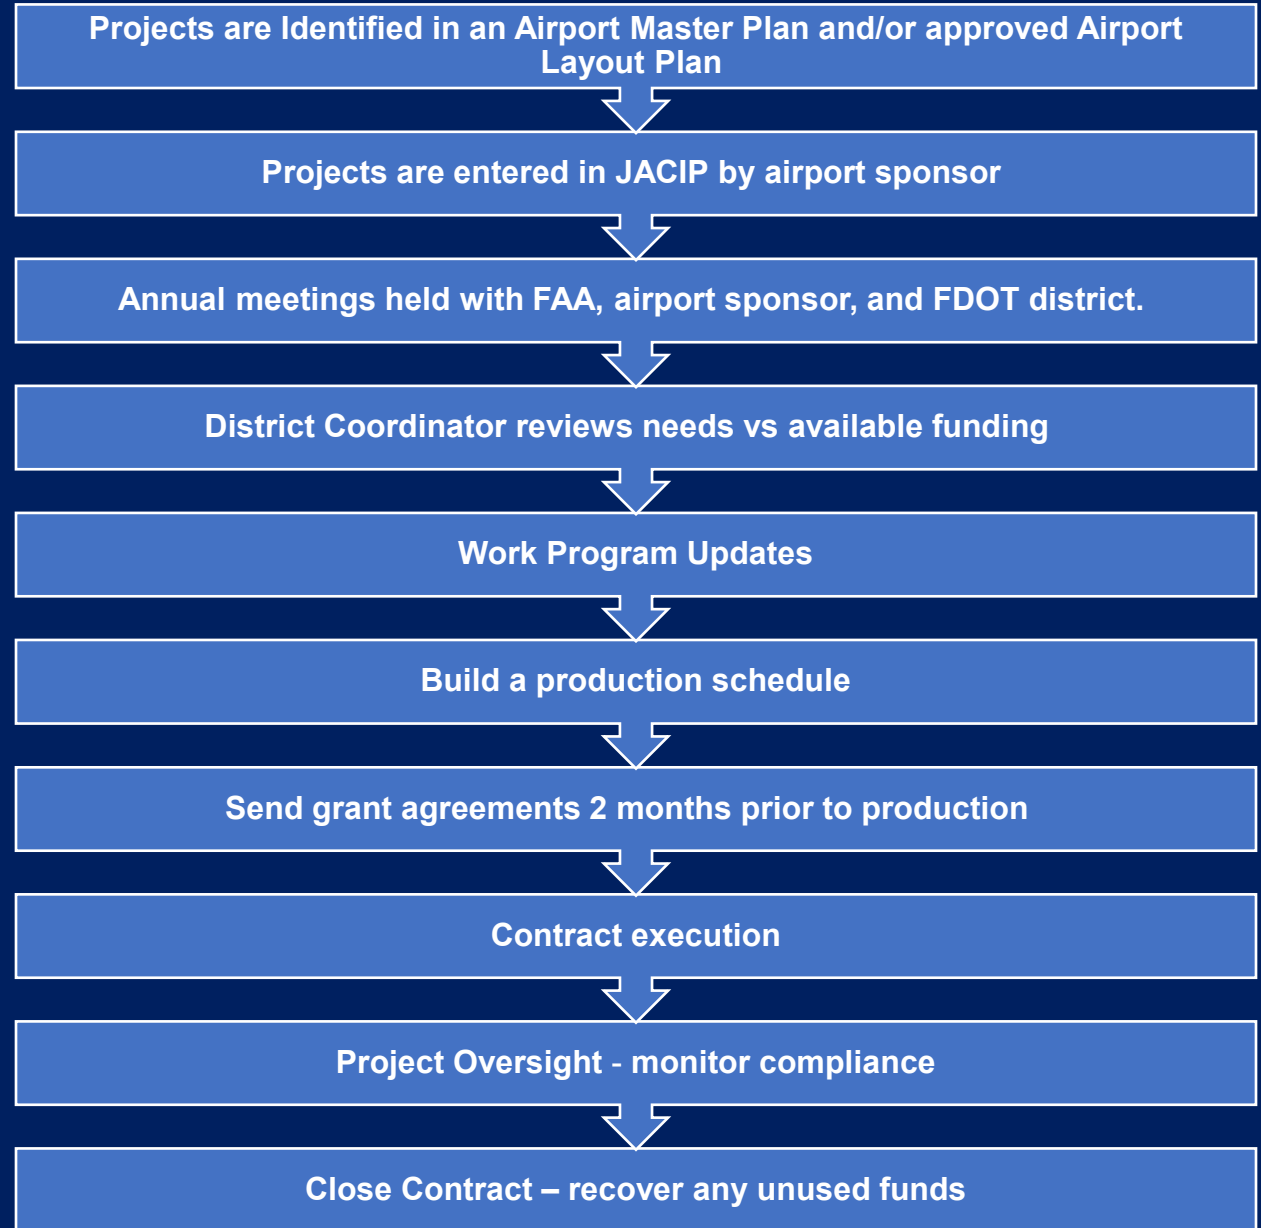 Projects are Identified in an Airport Master Plan and/or approved Airport
Layout Plan
Projects are entered in JACIP by airport sponsor
Annual meetings held with FAA, airport sponsor, and FDOT district.
District Coordinator reviews needs vs available funding
Work Program Updates
Build a production schedule
Send grant agreements 2 months prior to production
Contract execution
Project Oversight - monitor compliance
Close Contract – recover any unused funds